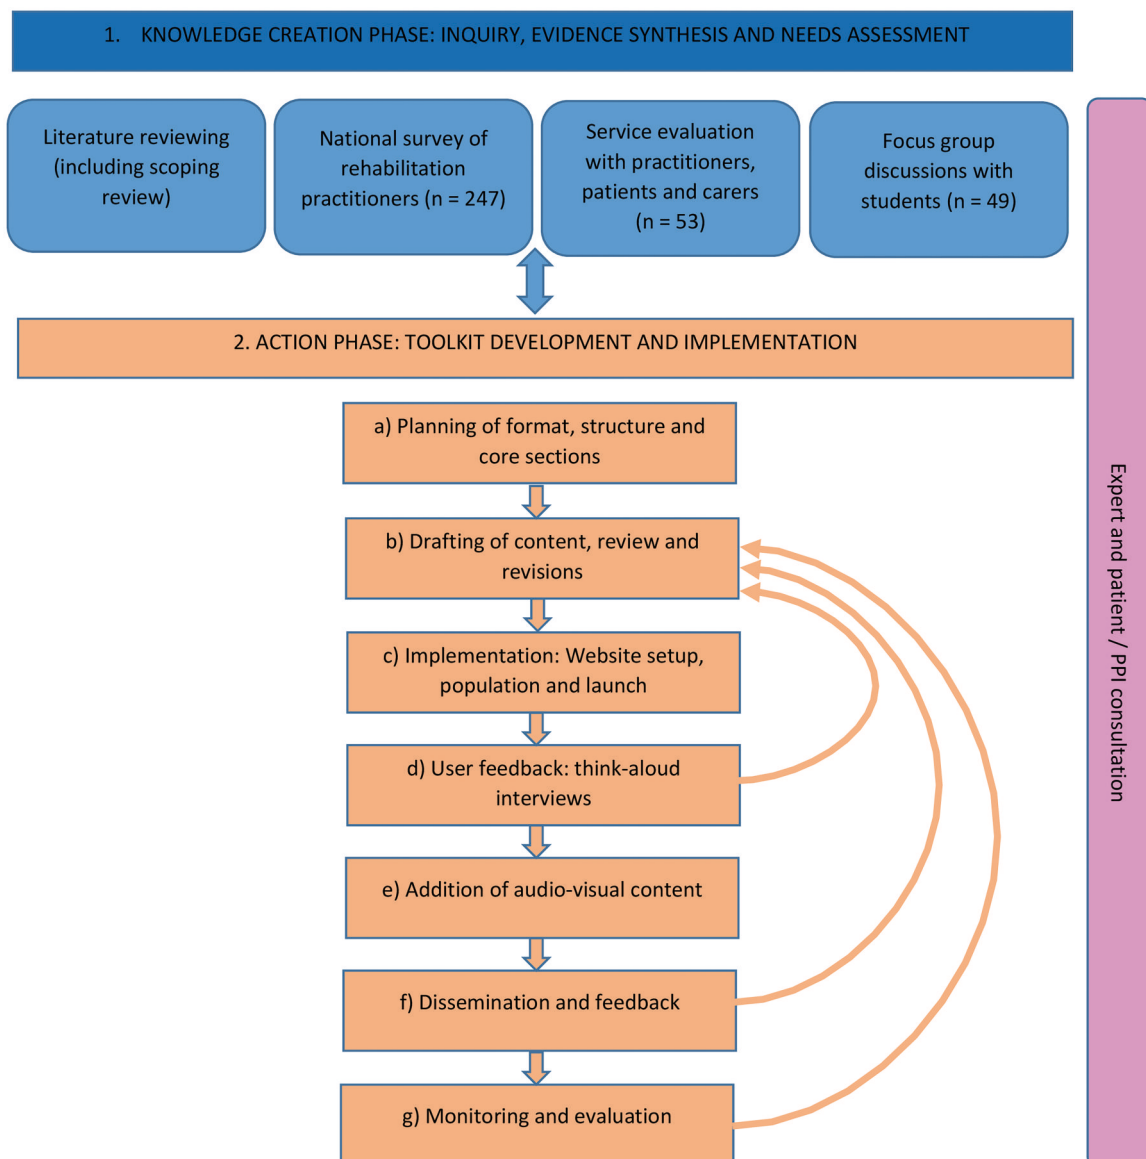 1. KNOWLEDGE CREATION PHASE: INQUIRY, EVIDENCE SYNTHESIS AND NEEDS ASSESSMENT
Literature reviewing
(including scoping
review)
National survey of
rehabilitation
practitioners (n = 247)
Service evaluation
with practitioners,
patients and carers
(n = 53)
Focus group
discussions with
students (n = 49)
2. ACTION PHASE: TOOLKIT DEVELOPMENT AND IMPLEMENTATION
a) Planning of format, structure and
core sections
b) Drafting of content, review and
revisions
c) Implementation: Website setup,
population and launch
d) User feedback: think-aloud
interviews
e) Addition of audio-visual content
f) Dissemination and feedback
g) Monitoring and evaluation
Expert and patient / PPI consultation